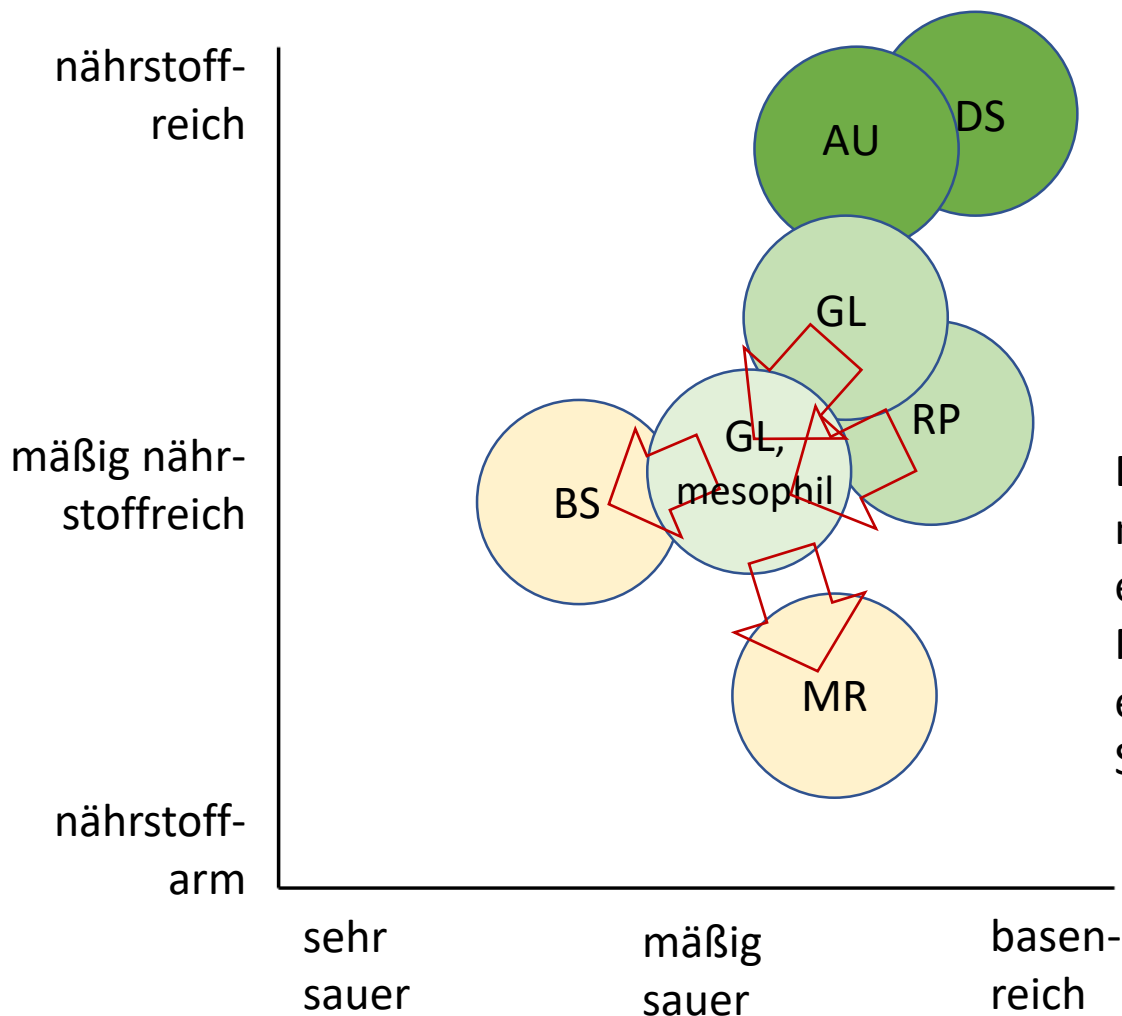 nährstoff-
reich
AU
DS
GL
RP
mäßig nähr-
stoffreich
GL,
mesophil
BS
MR
nährstoff-
arm
sehr
sauer
mäßig
sauer
basen-
reich